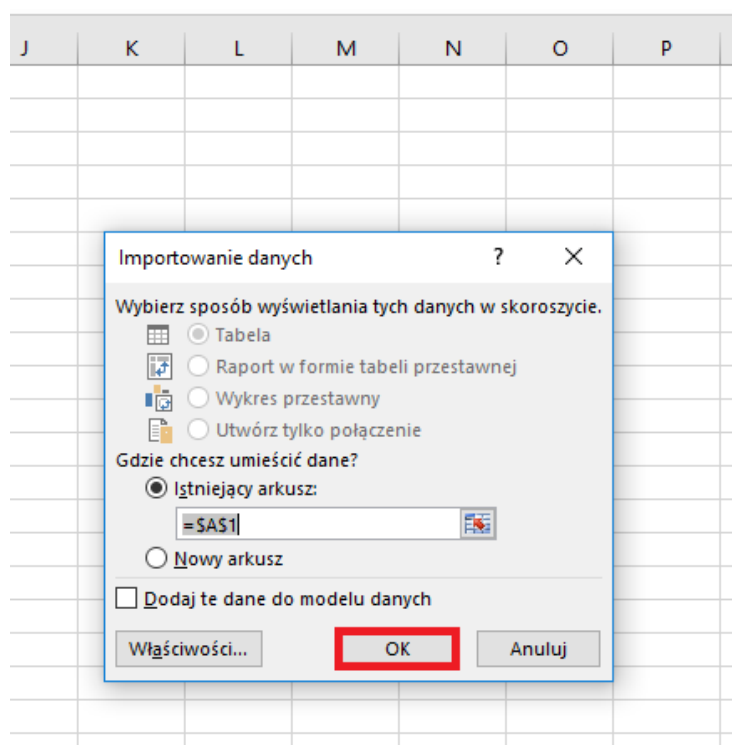 J K L M N O P
Importowanie danych ? ×
Wybierz sposób wyświetlania tych danych w skoroszycie.
Tabela
Raport w formie tabeli przestawnej
Wykres przestawny
Utwórz tylko połączenie
Gdzie chcesz umieścić dane?
Istniejący arkusz:
=$A$1
Nowy arkusz
Dodaj te dane do modelu danych
Właściwości... OK Anuluj